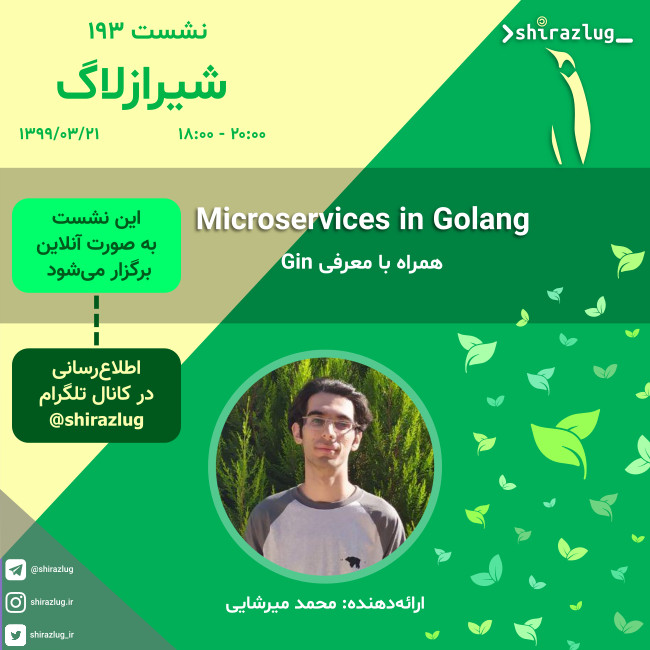 نشست ۱۹۳
شیرازلاگ
۱۳۹۹/۰۳/۲۱
۱۸:۰۰ - ۲۰:۰۰
shirazlug_
Microservices in Golang
همراه با معرفی Gin
این نشست
به صورت آنلاین
برگزار می‌شود
اطلاع‌رسانی
در کانال تلگرام
@shirazlug
ارائه‌دهنده: محمد میرشایی
@shirazlug
shirazlug.ir
shirazlug_ir